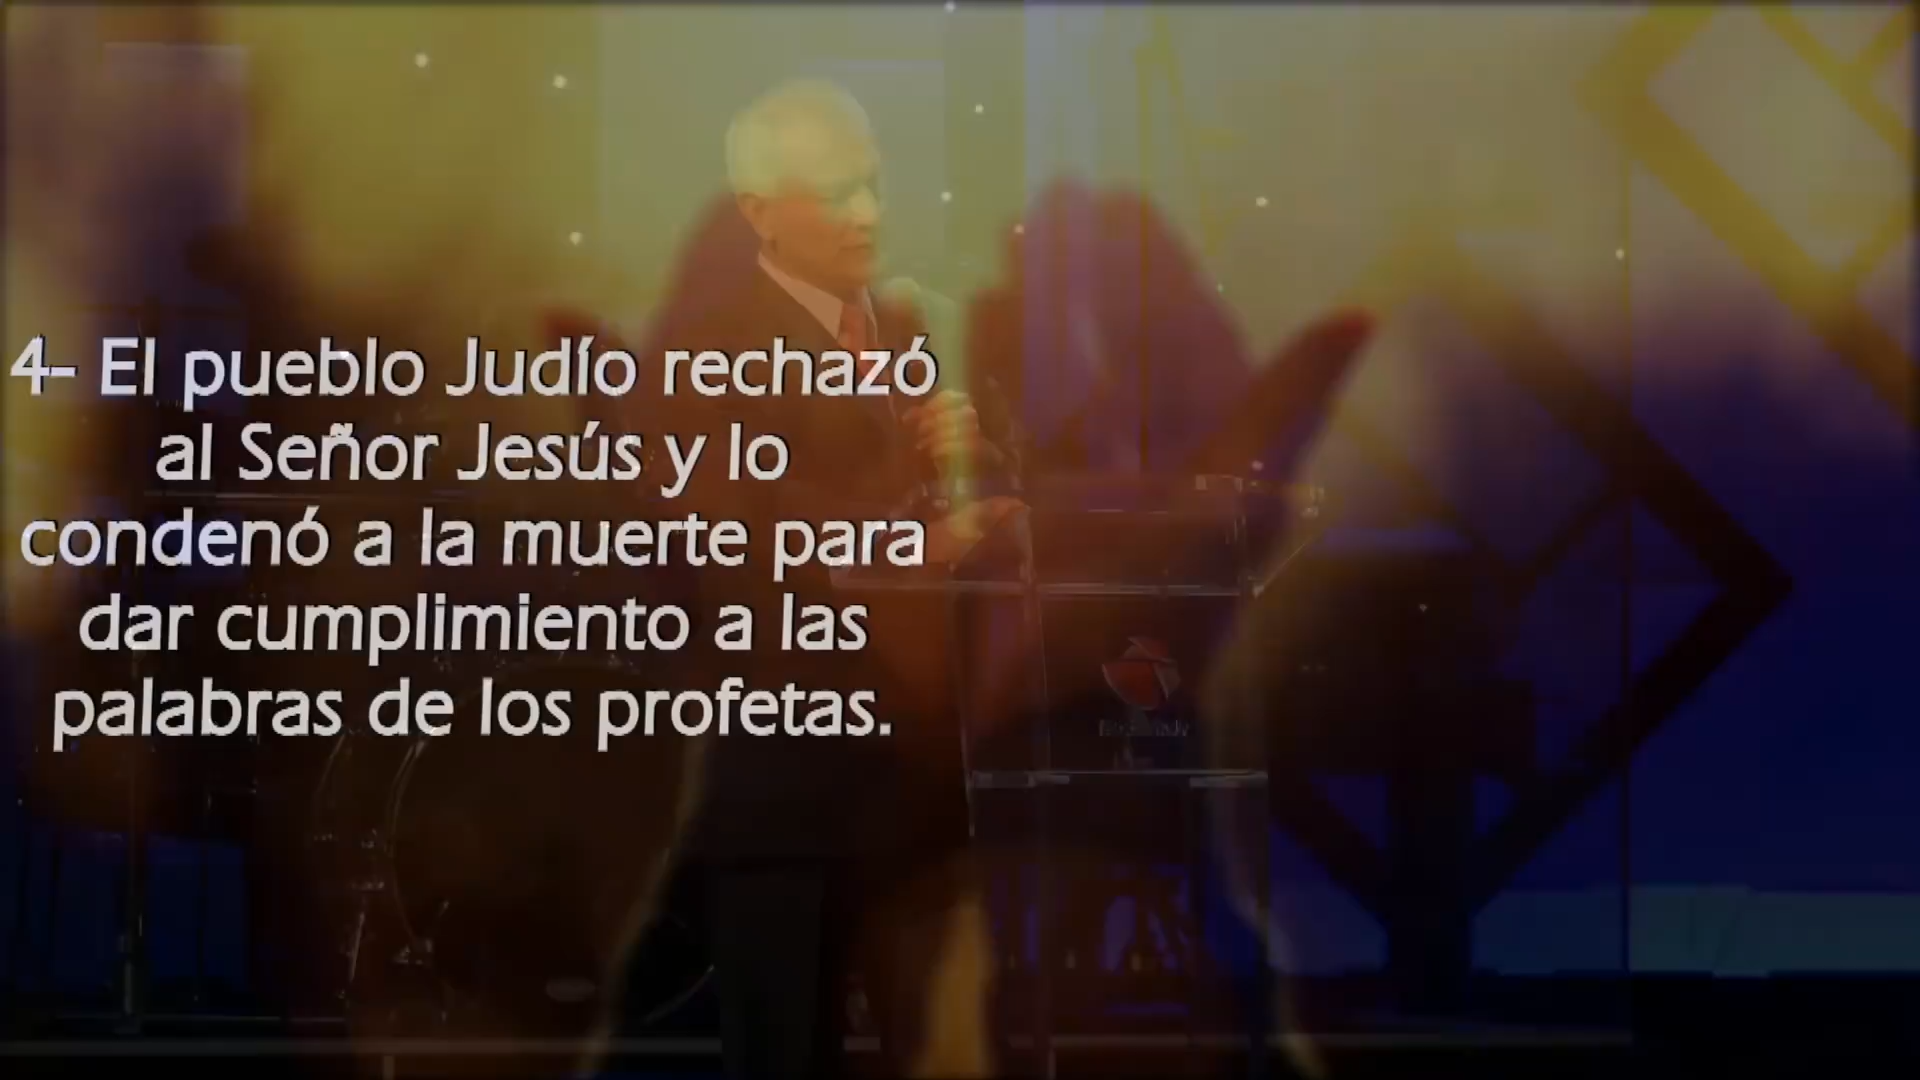 4- El pueblo Judío rechazó
al Señor Jesús y lo
condenó a la muerte para
dar cumplimiento a las
palabras de los profetas.